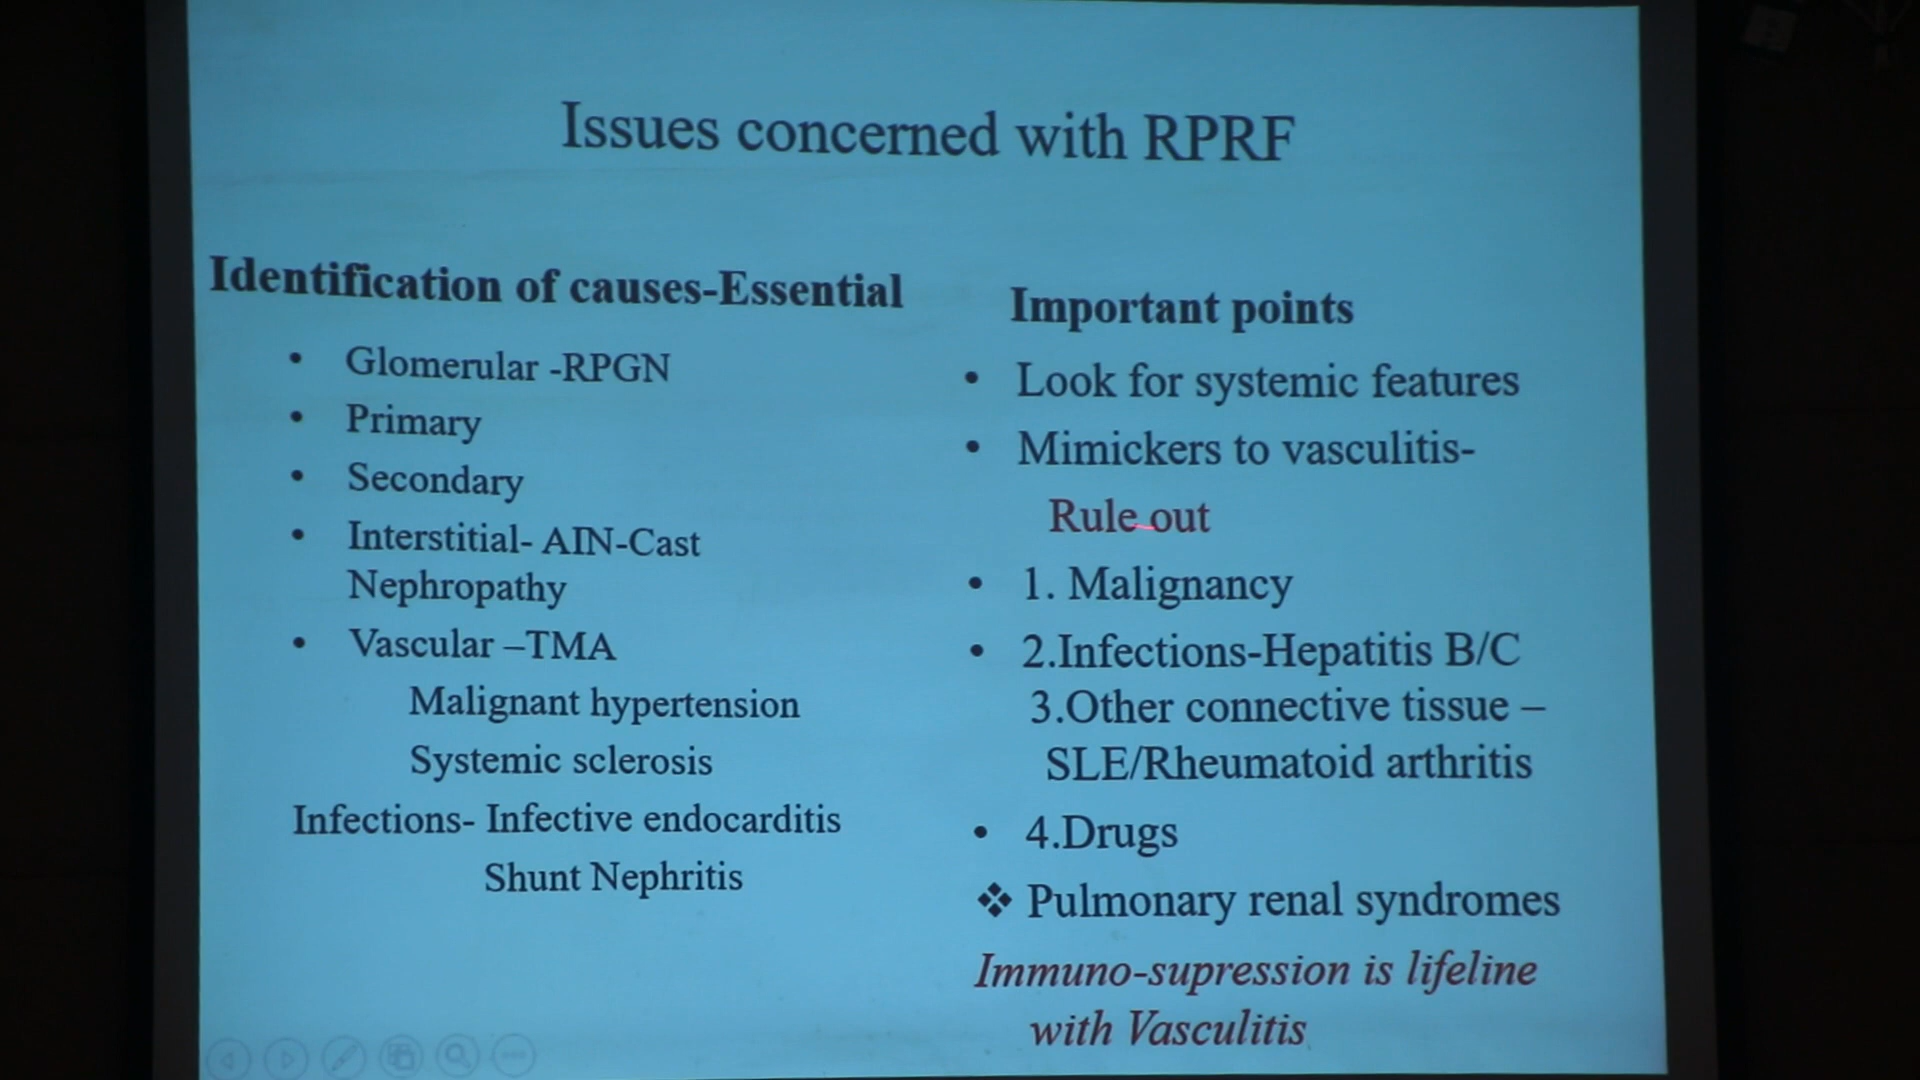 Issues concerned with RPRF
Identification of causes-Essential
• Glomerular -RPGN
• Primary
• Secondary
• Interstitial- AIN-Cast
Nephropathy
• Vascular –TMA
Malignant hypertension
Systemic sclerosis
Infections- Infective endocarditis
Shunt Nephritis
Important points
• Look for systemic features
• Mimickers to vasculitis-
Rule out
• 1. Malignancy
• 2.Infections-Hepatitis B/C
3.Other connective tissue –
SLE/Rheumatoid arthritis
• 4.Drugs
❖ Pulmonary renal syndromes
Immuno-supression is lifeline
with Vasculitis